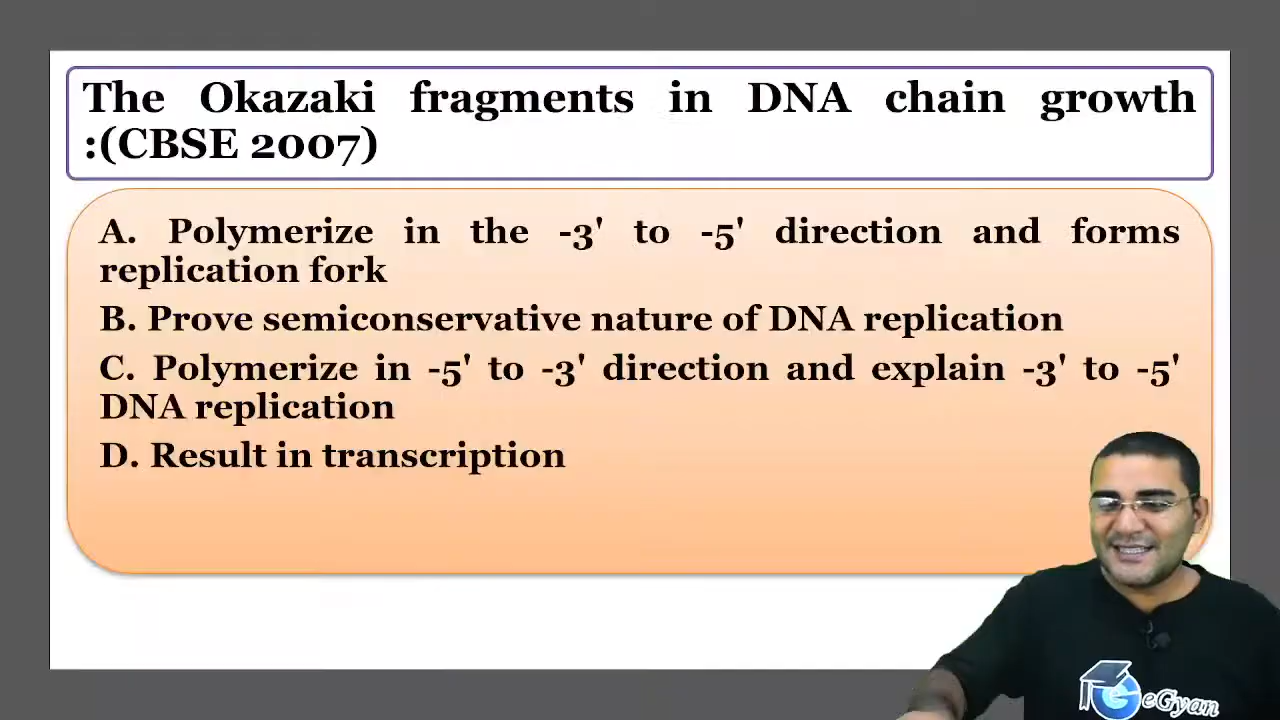 The Okazaki fragments in DNA chain growth
:(CBSE 2007)
A. Polymerize in the -3' to -5' direction and forms
replication fork
B. Prove semiconservative nature of DNA replication
C. Polymerize in -5' to -3' direction and explain -3' to -5'
DNA replication
D. Result in transcription
eGyan